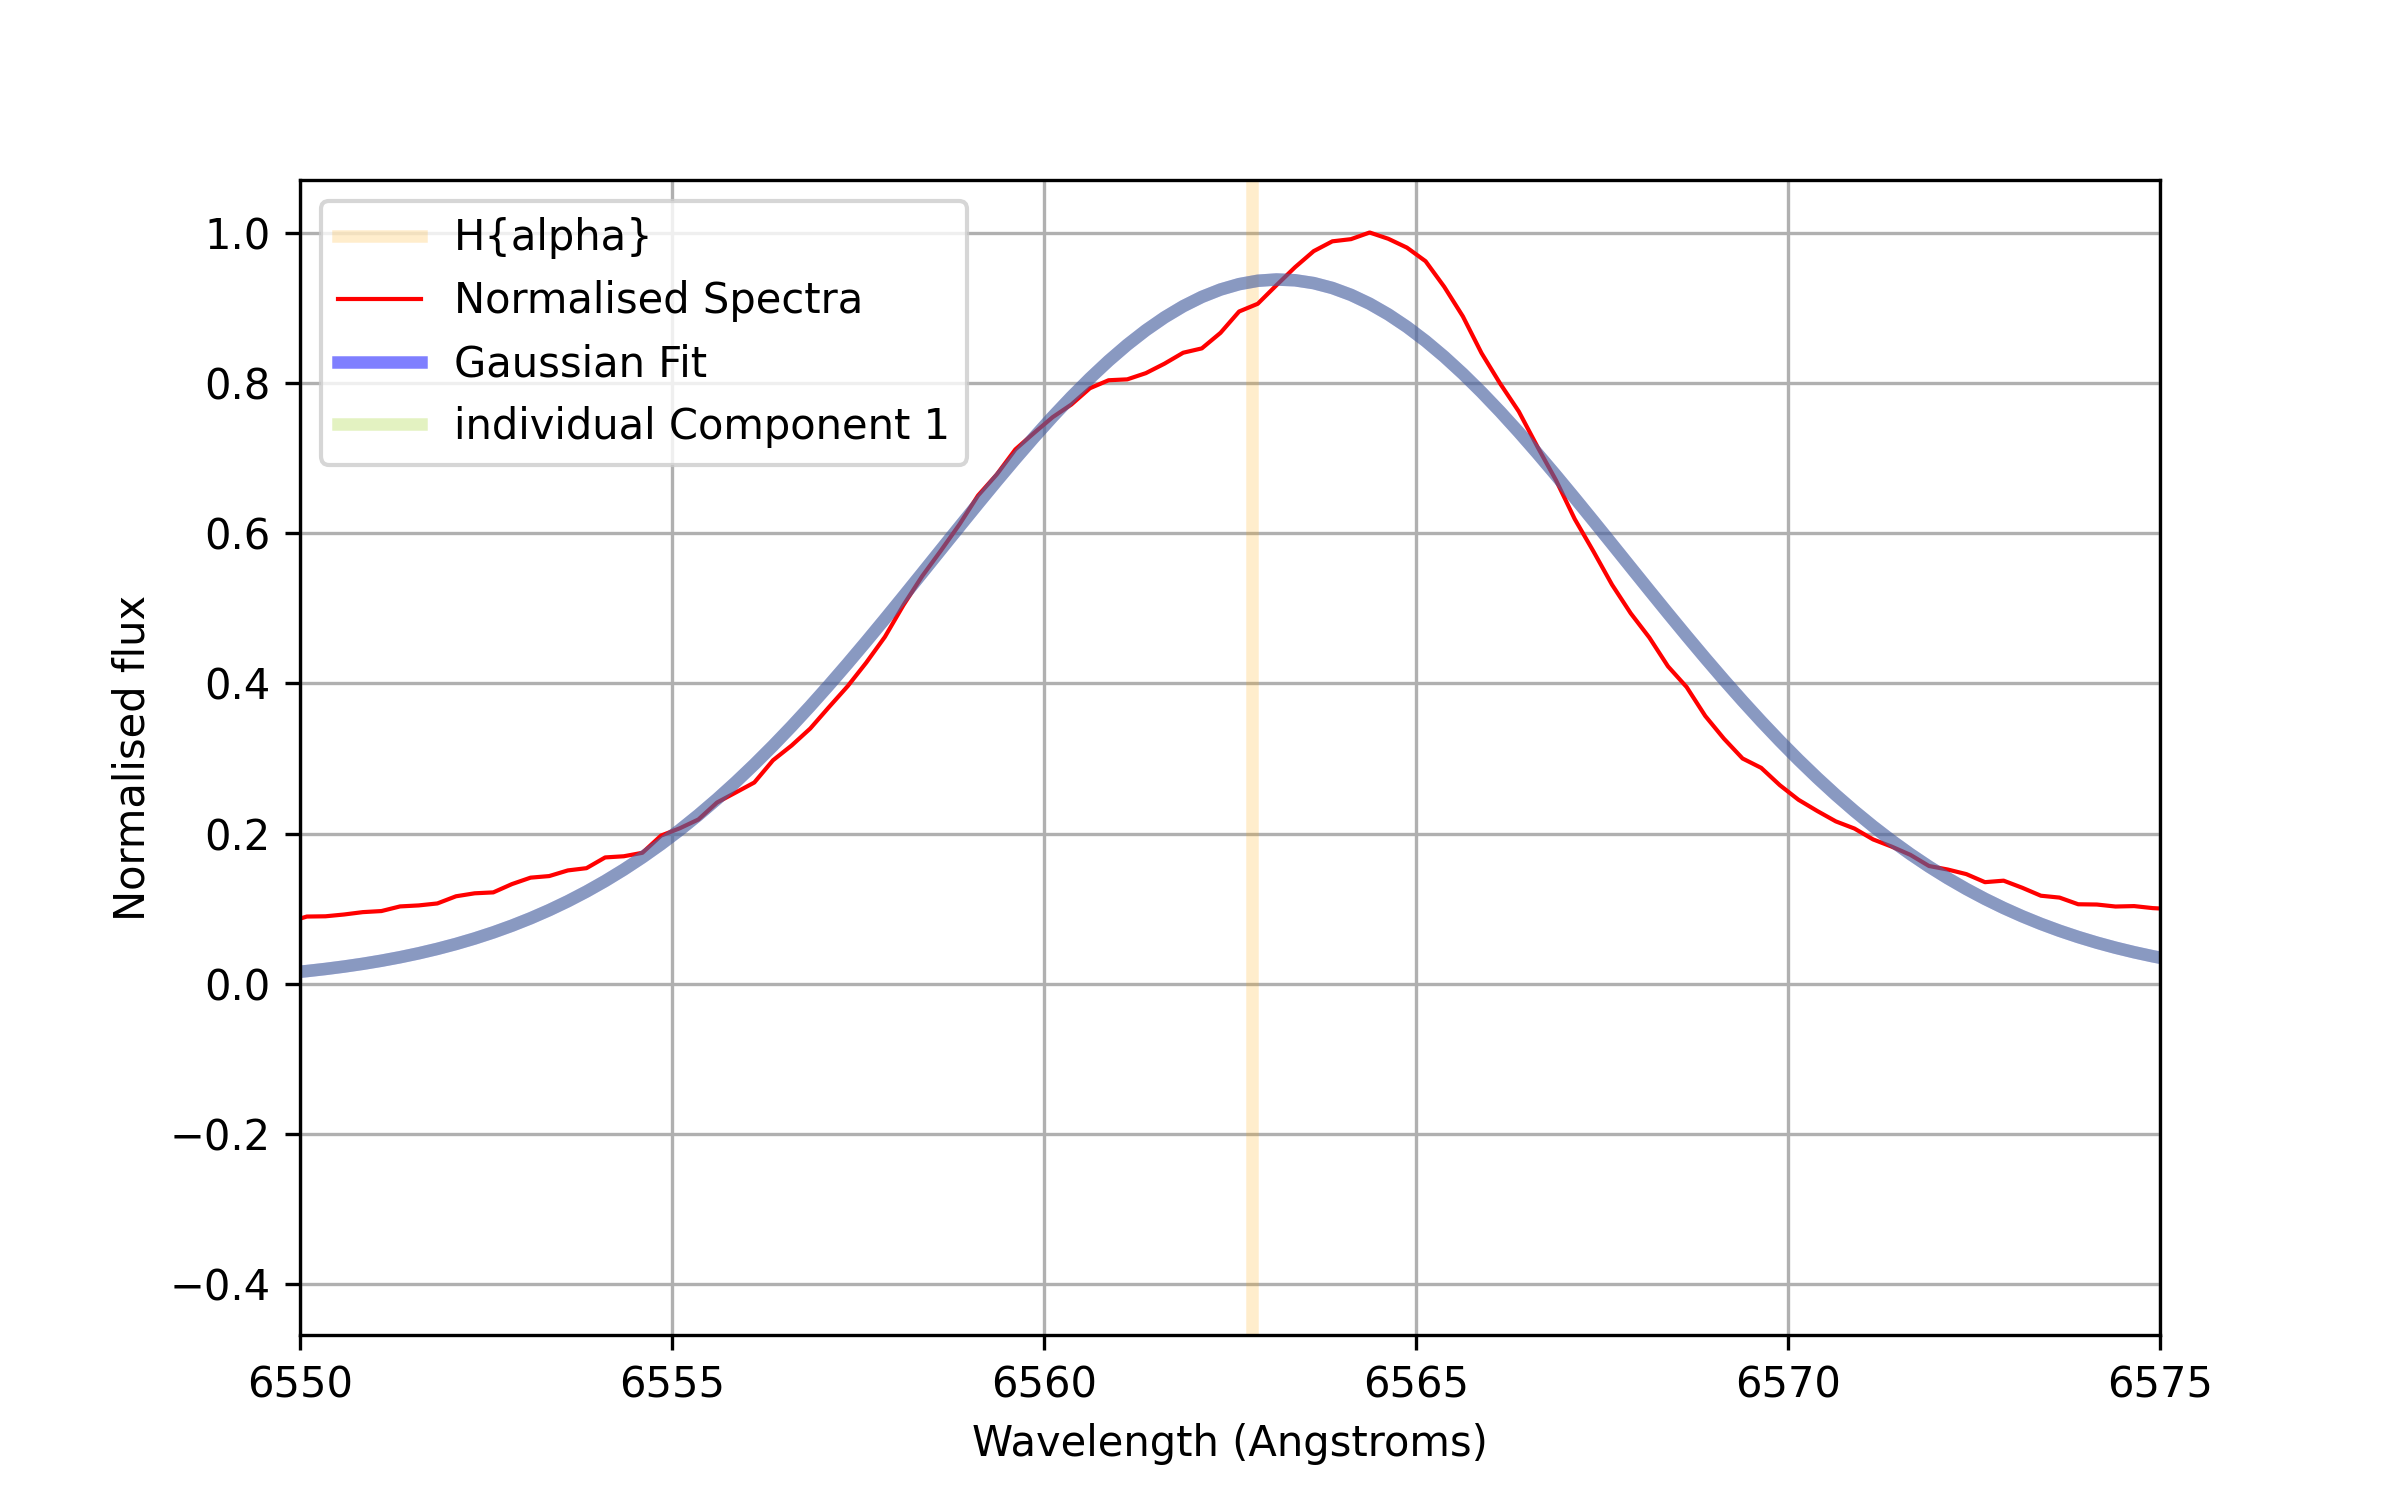 H{alpha}
Normalised Spectra
Gaussian Fit
individual Component 1
1.0
0.8
0.6
0.4
0.2
0.0
−0.2
−0.4
Normalised flux
6550 6555 6560 6565 6570 6575
Wavelength (Angstroms)